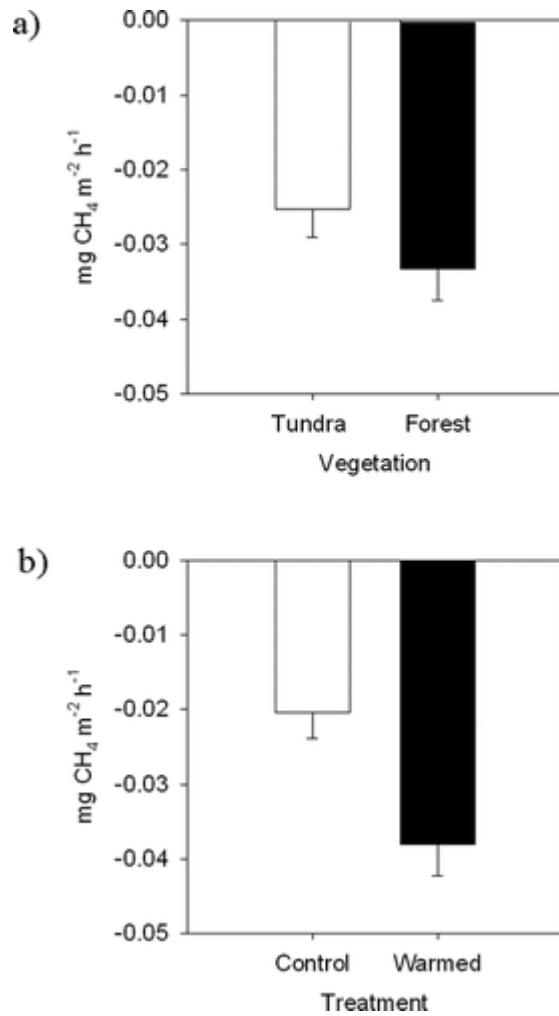 a)
mg CH₄ m⁻² h⁻¹
0.00
-0.01
-0.02
-0.03
-0.04
-0.05
Tundra Forest
Vegetation
b)
mg CH₄ m⁻² h⁻¹
0.00
-0.01
-0.02
-0.03
-0.04
-0.05
Control Warmed
Treatment